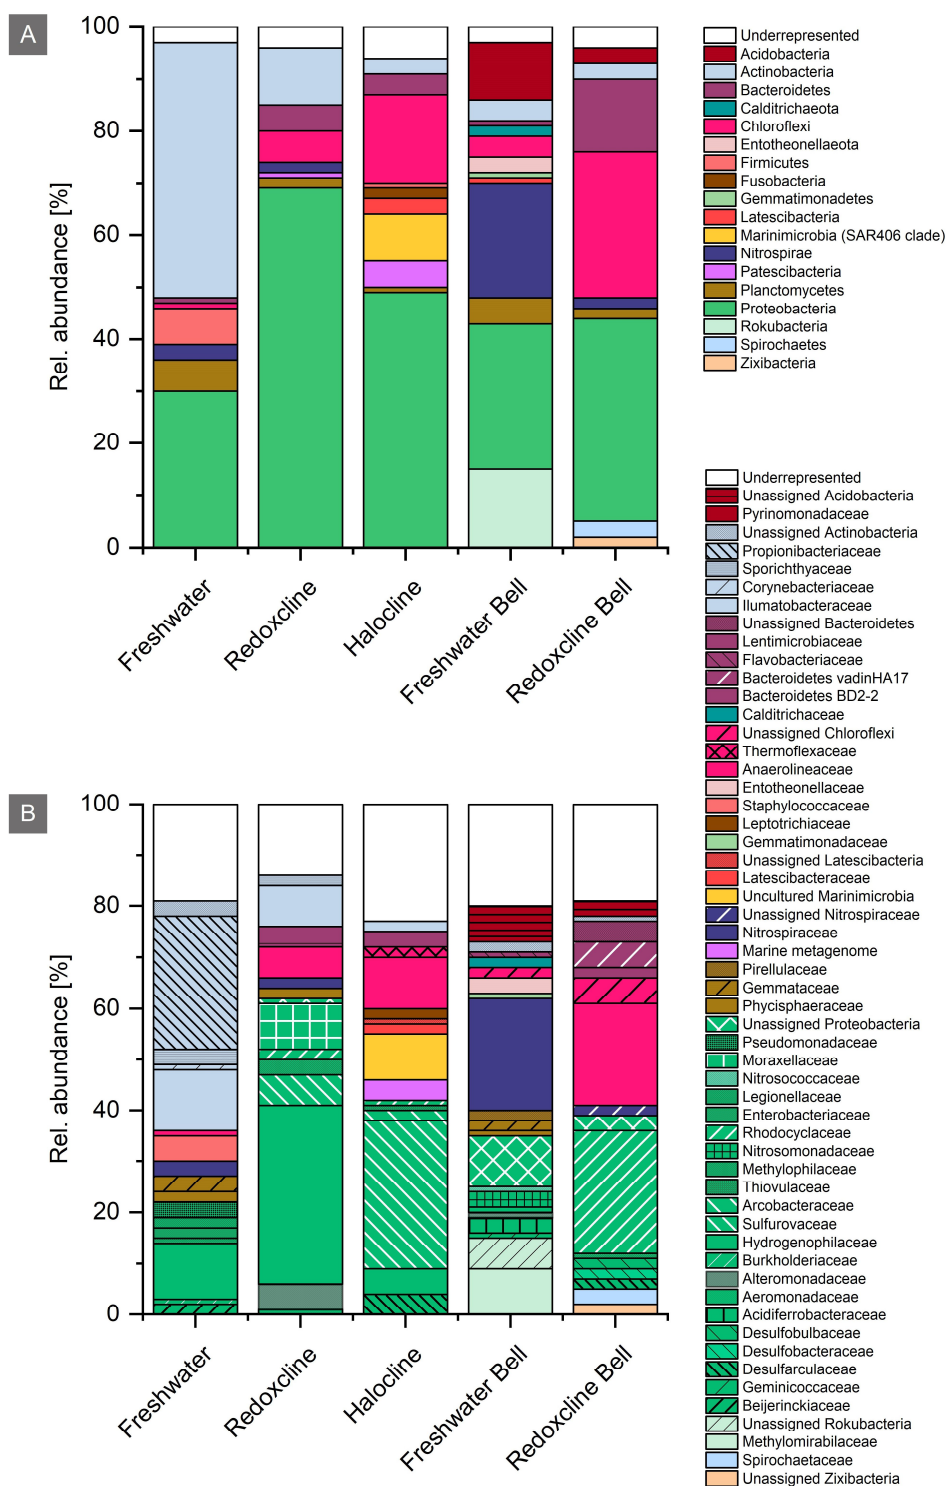 A
Rel. abundance [%]
100
80
60
40
20
0
Freshwater
Redoxcline
Halocline
Freshwater Bell
Redoxcline Bell
Underrepresented
Acidobacteria
Actinobacteria
Bacteroidetes
Calditrichaeota
Chloroflexi
Entotheonellaeota
Firmicutes
Fusobacteria
Gemmatimonadetes
Latescibacteria
Marinimicrobia (SAR406 clade)
Nitrospirae
Patescibacteria
Planctomycetes
Proteobacteria
Rokubacteria
Spirochaetes
Zixibacteria
B
Rel. abundance [%]
100
80
60
40
20
0
Freshwater
Redoxcline
Halocline
Freshwater Bell
Redoxcline Bell
Underrepresented
Unassigned Acidobacteria
Pyrinomonadaceae
Unassigned Actinobacteria
Propionibacteriaceae
Sporichthyaceae
Corynebacteriaceae
Ilumatobacteraceae
Unassigned Bacteroidetes
Lentimicrobiaceae
Flavobacteriaceae
Bacteroidetes vadinHA17
Bacteroidetes BD2-2
Calditrichaceae
Unassigned Chloroflexi
Thermoflexaceae
Anaerolineaceae
Entotheonellaceae
Staphylococcaceae
Leptotrichiaceae
Gemmatimonadaceae
Unassigned Latescibacteria
Latescibacteraceae
Uncultured Marinimicrobia
Unassigned Nitrospiraceae
Nitrospiraceae
Marine metagenome
Pirellulaceae
Gemmataceae
Phycisphaeraceae
Unassigned Proteobacteria
Pseudomonadaceae
Moraxellaceae
Nitrosococcaceae
Legionellaceae
Enterobacteriaceae
Rhodocyclaceae
Nitrosomonadaceae
Methylophilaceae
Thiovulaceae
Arcobacteraceae
Sulfurovaceae
Hydrogenophilaceae
Burkholderiaceae
Alteromonadaceae
Aeromonadaceae
Acidiferrobacteraceae
Desulfobulbaceae
Desulfobacteraceae
Desulfarculaceae
Geminicoccaceae
Beijerinckiaceae
Unassigned Rokubacteria
Methylomirabilaceae
Spirochaetaceae
Unassigned Zixibacteria